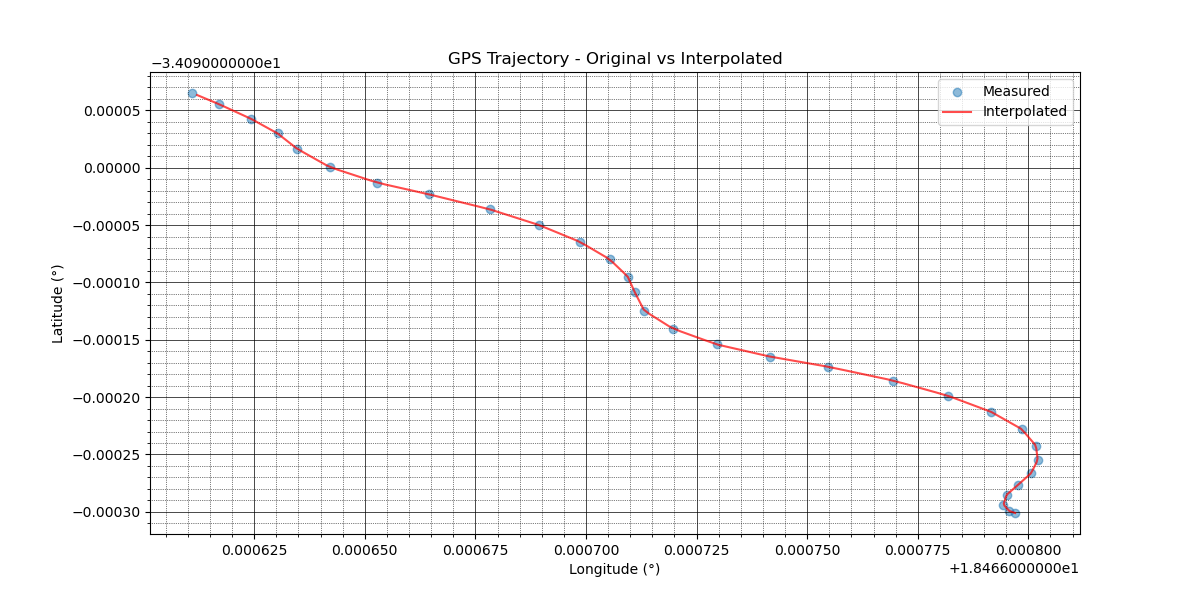 GPS Trajectory - Original vs Interpolated
−3.4090000000e1
Measured
Interpolated
0.00005
0.00000
−0.00005
−0.00010
−0.00015
−0.00020
−0.00025
−0.00030
Latitude (°)
0.000625 0.000650 0.000675 0.000700 0.000725 0.000750 0.000775 0.000800
Longitude (°)
+1.8466000000e1